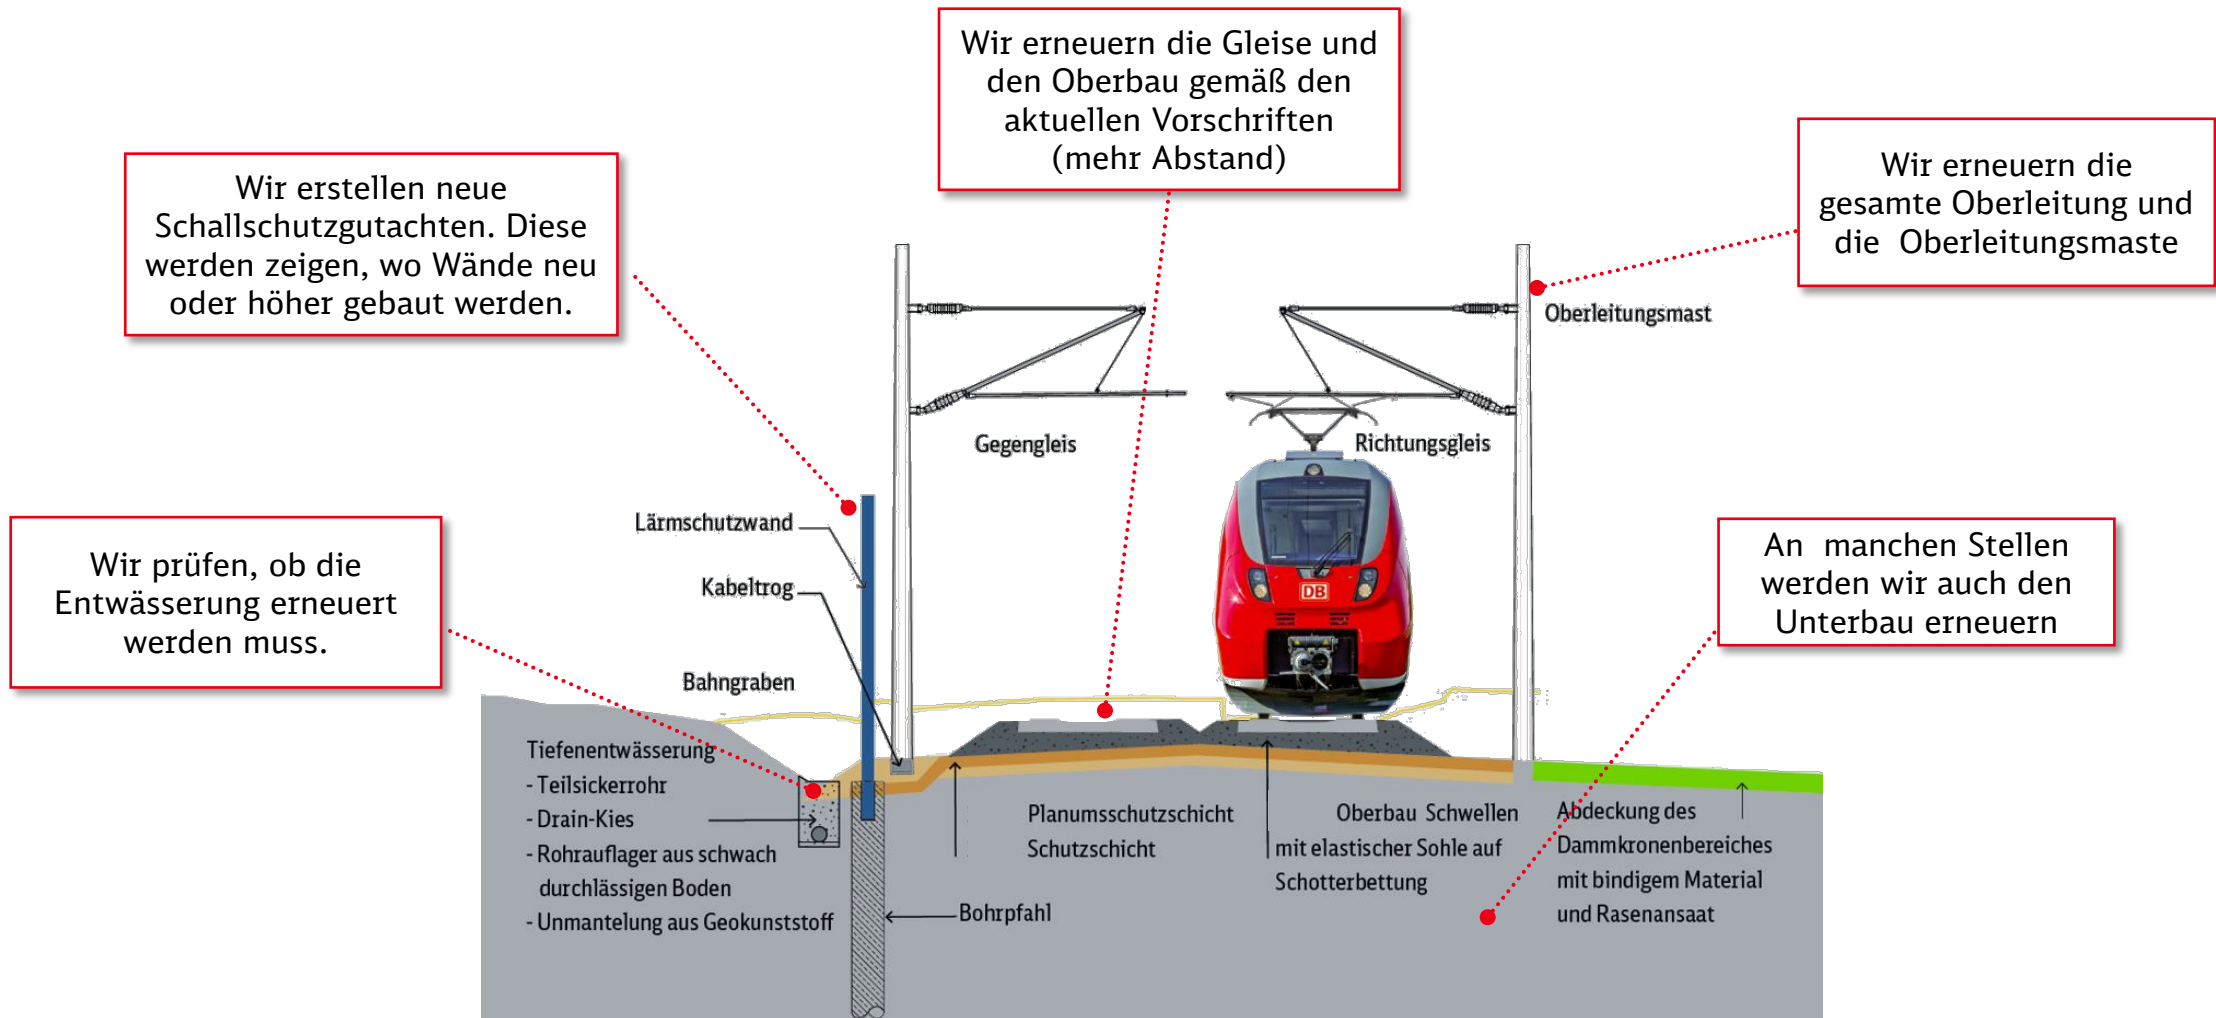 Wir erneuern die Gleise und
den Oberbau gemäß den
aktuellen Vorschriften
(mehr Abstand)
Wir erneuern die
gesamte Oberleitung und
die Oberleitungsmaste
Wir erstellen neue
Schallschutzgutachten. Diese
werden zeigen, wo Wände neu
oder höher gebaut werden.
Oberleitungsmast
Gegengleis
Richtungsgleis
Lärmschutzwand
Wir prüfen, ob die
Entwässerung erneuert
werden muss.
An manchen Stellen
werden wir auch den
Unterbau erneuern
Kabeltrog
DB
Bahngraben
Tiefenentwässerung
- Teilsickerrohr
- Drain-Kies
- Rohrauflager aus schwach
durchlässigen Boden
- Unmantelung aus Geokunststoff
Planumsschutzschicht
Schutzschicht
Oberbau Schwellen
mit elastischer Sohle auf
Schotterbettung
Abdeckung des
Dammkronenbereiches
mit bindigem Material
und Rasenansaat
Bohrpfahl